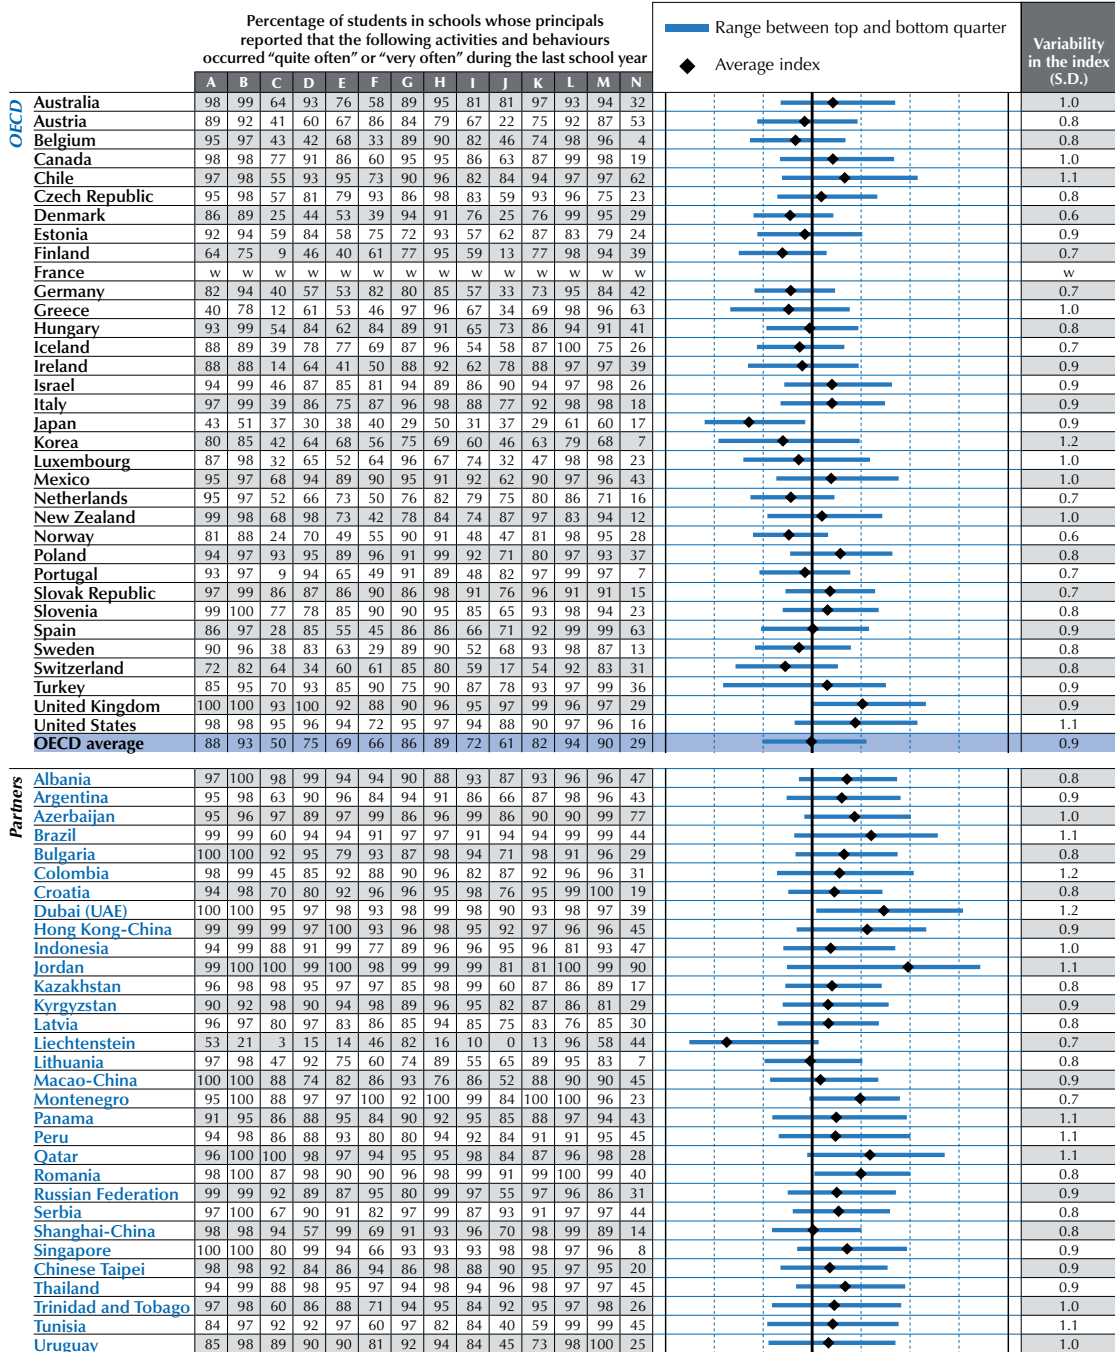 Percentage of students in schools whose principals
reported that the following activities and behaviours
occurred "quite often" or "very often" during the last school year
Range between top and bottom quarter
Average index
Variability
in the index
(S.D.)
A B C D E F G H I J K L M N
OECD
Australia 98 99 64 93 76 58 89 95 81 81 97 93 94 32 1.0
Austria 89 92 41 60 67 86 84 79 67 22 75 92 87 53 0.8
Belgium 95 97 43 42 68 33 89 90 82 46 74 98 96 4 0.8
Canada 98 98 77 91 86 60 95 95 86 63 87 99 98 19 1.0
Chile 97 98 55 93 95 73 90 96 82 84 94 97 97 62 1.1
Czech Republic 95 98 57 81 79 93 86 98 83 59 93 96 75 23 0.8
Denmark 86 89 25 44 53 39 94 91 76 25 76 99 95 29 0.6
Estonia 92 94 59 84 58 75 72 93 57 62 87 83 79 24 0.9
Finland 64 75 9 46 40 61 77 95 59 13 77 98 94 39 0.7
France w w w w w w w w w w w w w w w
Germany 82 94 40 57 53 82 80 85 57 33 73 95 84 42 0.7
Greece 40 78 12 61 53 46 97 96 67 34 69 98 96 63 1.0
Hungary 93 99 54 84 62 84 89 91 65 73 86 94 91 41 0.8
Iceland 88 89 39 78 77 69 87 96 54 58 87 100 75 26 0.7
Ireland 88 88 14 64 41 50 88 92 62 78 88 97 97 39 0.9
Israel 94 99 46 87 85 81 94 89 86 90 94 97 98 26 0.9
Italy 97 99 39 86 75 87 96 98 88 77 92 98 98 18 0.9
Japan 43 51 37 30 38 40 29 50 31 37 29 61 60 17 0.9
Korea 80 85 42 64 68 56 75 69 60 46 63 79 68 7 1.2
Luxembourg 87 98 32 65 52 64 96 67 74 32 47 98 98 23 1.0
Mexico 95 97 68 94 89 90 95 91 92 62 90 97 96 43 1.0
Netherlands 95 97 52 66 73 50 76 82 79 75 80 86 71 16 0.7
New Zealand 99 98 68 98 73 42 78 84 74 87 97 83 94 12 1.0
Norway 81 88 24 70 49 55 90 91 48 47 81 98 95 28 0.6
Poland 94 97 93 95 89 96 91 99 92 71 80 97 93 37 0.8
Portugal 93 97 9 94 65 49 91 89 48 82 97 99 97 7 0.7
Slovak Republic 97 99 86 87 86 90 86 98 91 76 96 91 91 15 0.7
Slovenia 99 100 77 78 85 90 90 95 85 65 93 98 94 23 0.8
Spain 86 97 28 85 55 45 86 86 66 71 92 99 99 63 0.9
Sweden 90 96 38 83 63 29 89 90 52 68 93 98 87 13 0.8
Switzerland 72 82 64 34 60 61 85 80 59 17 54 92 83 31 0.8
Turkey 85 95 70 93 85 90 75 90 87 78 93 97 99 36 0.9
United Kingdom 100 100 93 100 92 88 90 96 95 97 99 96 97 29 0.9
United States 98 98 95 96 94 72 95 97 94 88 90 97 96 16 1.1
OECD average 88 93 50 75 69 66 86 89 72 61 82 94 90 29 0.9
Partners
Albania 97 100 98 99 94 94 90 88 93 87 93 96 96 47 0.8
Argentina 95 98 63 90 96 84 94 91 86 66 87 98 96 43 0.9
Azerbaijan 95 96 97 89 97 99 86 96 99 86 90 90 99 77 1.0
Brazil 99 99 60 94 94 91 97 97 91 94 94 99 99 44 1.1
Bulgaria 100 100 92 95 79 93 87 98 94 71 98 91 96 29 0.8
Colombia 98 99 45 85 92 88 90 96 82 87 92 96 96 31 1.2
Croatia 94 98 70 80 92 96 96 95 98 76 95 99 100 19 0.8
Dubai (UAE) 100 100 95 97 98 93 98 99 98 90 93 98 97 39 1.2
Hong Kong-China 99 99 99 97 100 93 96 98 95 92 97 96 96 45 0.9
Indonesia 94 99 88 91 99 77 89 96 96 95 96 81 93 47 1.0
Jordan 99 100 100 99 100 98 99 99 99 81 81 100 99 90 1.1
Kazakhstan 96 98 98 95 97 97 85 98 99 60 87 86 89 17 0.8
Kyrgyzstan 90 92 98 90 94 98 89 96 95 82 87 86 81 29 0.9
Latvia 96 97 80 97 83 86 85 94 85 75 83 76 85 30 0.8
Liechtenstein 53 21 3 15 14 46 82 16 10 0 13 96 58 44 0.7
Lithuania 97 98 47 92 75 60 74 89 55 65 89 95 83 7 0.8
Macao-China 100 100 88 74 82 86 93 76 86 52 88 90 90 45 0.9
Montenegro 95 100 88 97 97 100 92 100 99 84 100 100 96 23 0.7
Panama 91 95 86 88 95 84 90 92 95 85 88 97 94 43 1.1
Peru 94 98 86 88 93 80 80 94 92 84 91 91 95 45 1.1
Qatar 96 100 100 98 97 94 95 95 98 84 87 96 98 28 1.1
Romania 98 100 87 98 90 90 96 98 99 91 99 100 99 40 0.8
Russian Federation 99 99 92 89 87 95 80 99 97 55 97 96 86 31 0.9
Serbia 97 100 67 90 91 82 97 99 87 93 91 97 97 44 0.8
Shanghai-China 98 98 94 57 99 69 91 93 96 70 98 99 89 14 0.8
Singapore 100 100 80 99 94 66 93 93 93 98 98 97 96 8 0.9
Chinese Taipei 98 98 92 84 86 94 86 98 88 90 95 97 95 20 0.9
Thailand 94 99 88 98 95 97 94 98 94 96 98 97 97 45 0.9
Trinidad and Tobago 97 98 60 86 88 71 94 95 84 92 95 97 98 26 1.0
Tunisia 84 97 92 92 97 60 97 82 84 40 59 99 99 45 1.1
Uruguay 85 98 89 90 90 81 92 94 84 45 73 98 100 25 1.0